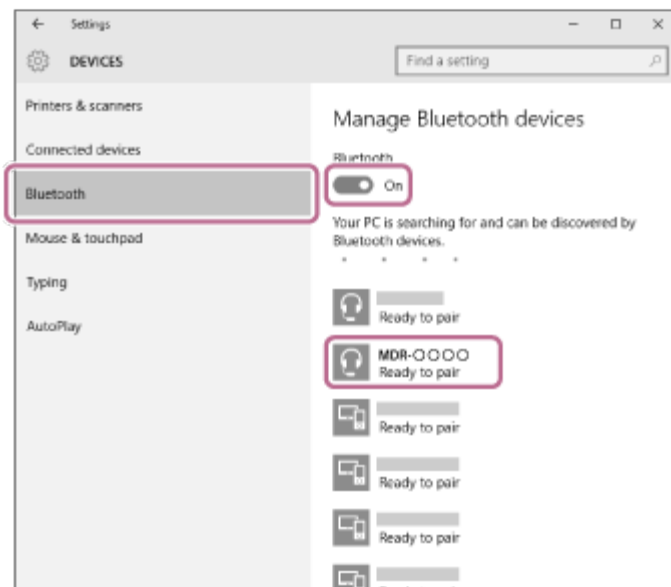 Settings
DEVICES
Find a setting
Printers & scanners
Connected devices
Bluetooth
Mouse & touchpad
Typing
AutoPlay
Manage Bluetooth devices
Bluetooth
On
Your PC is searching for and can be discovered by
Bluetooth devices.
Ready to pair
MDR-○○○○
Ready to pair
Ready to pair
Ready to pair
Ready to pair